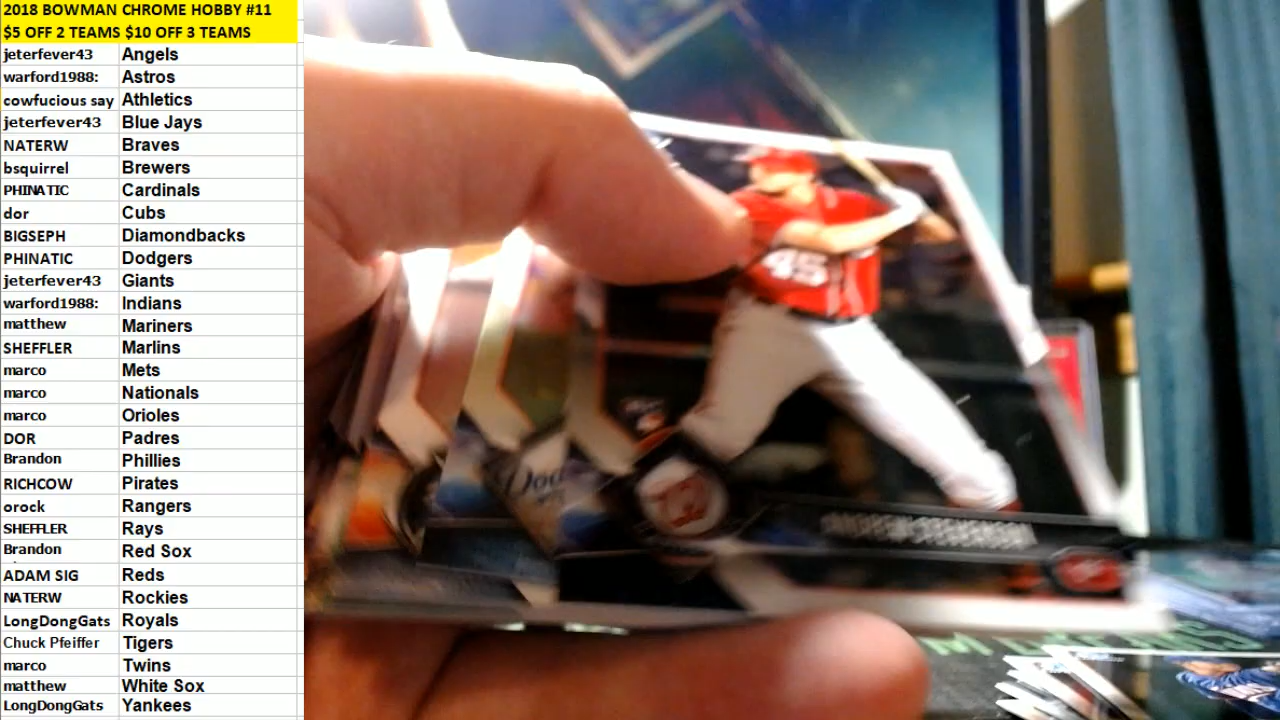 2018 BOWMAN CHROME HOBBY #11
$5 OFF 2 TEAMS $10 OFF 3 TEAMS
jeterfever43 Angels
warford1988: Astros
cowfucious say Athletics
jeterfever43 Blue Jays
NATERW Braves
bsquirrel Brewers
PHINATIC Cardinals
dor Cubs
BIGSEPH Diamondbacks
PHINATIC Dodgers
jeterfever43 Giants
warford1988: Indians
matthew Mariners
SHEFFLER Marlins
marco Mets
marco Nationals
marco Orioles
DOR Padres
Brandon Phillies
RICHCOW Pirates
orock Rangers
SHEFFLER Rays
Brandon Red Sox
ADAM SIG Reds
NATERW Rockies
LongDongGats Royals
Chuck Pfeiffer Tigers
marco Twins
matthew White Sox
LongDongGats Yankees
45
W